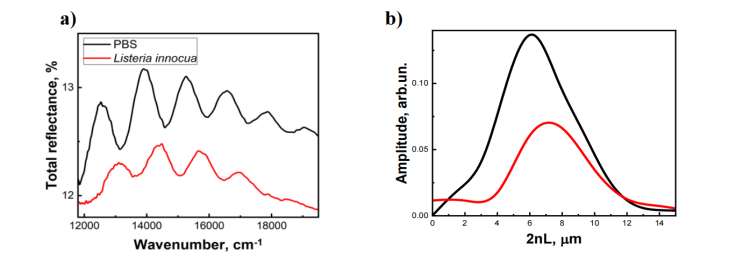 a)
b)
PBS
Listeria innocua
Total reflectance, %
13
12
12000 14000 16000 18000
Wavenumber, cm-1
Amplitude, arb.un.
0.10
0.05
0.00
0 2 4 6 8 10 12 14
2nL, μm